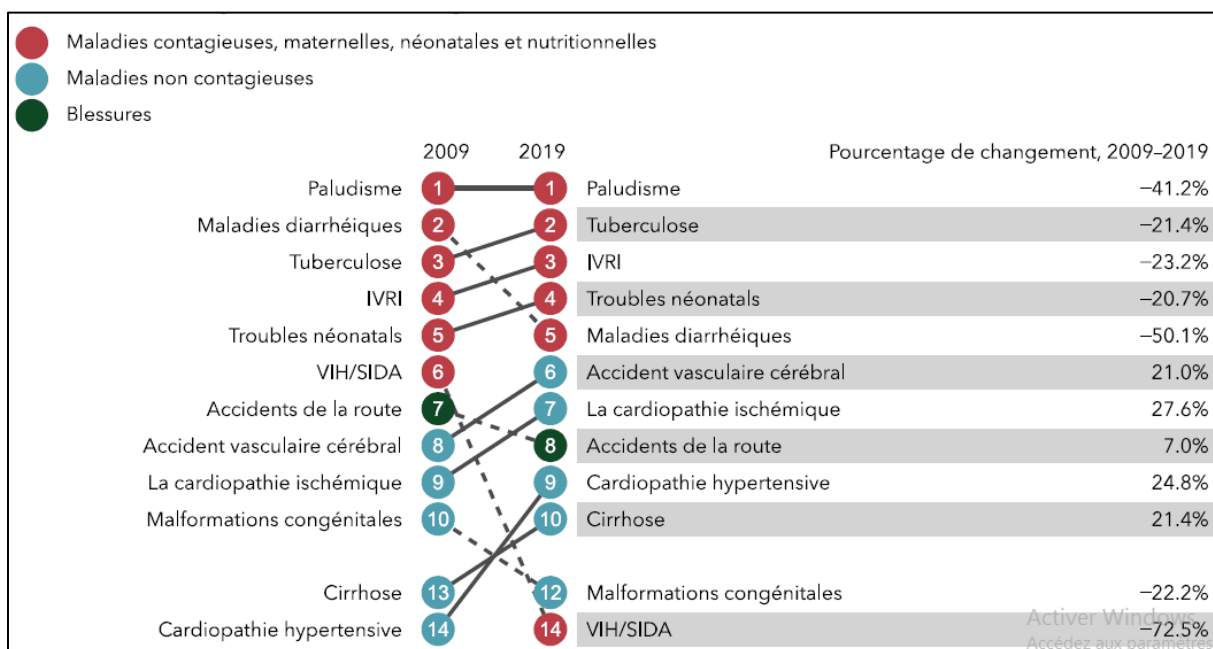 Maladies contagieuses, maternelles, néonatales et nutritionnelles
Maladies non contagieuses
Blessures
2009 2019 Pourcentage de changement, 2009–2019
Paludisme 1 1 Paludisme −41.2%
Maladies diarrhéiques 2 2 Tuberculose −21.4%
Tuberculose 3 3 IVRI −23.2%
IVRI 4 4 Troubles néonatals −20.7%
Troubles néonatals 5 5 Maladies diarrhéiques −50.1%
VIH/SIDA 6 6 Accident vasculaire cérébral 21.0%
Accidents de la route 7 7 La cardiopathie ischémique 27.6%
Accident vasculaire cérébral 8 8 Accidents de la route 7.0%
La cardiopathie ischémique 9 9 Cardiopathie hypertensive 24.8%
Malformations congénitales 10 10 Cirrhose 21.4%
Cirrhose 13 12 Malformations congénitales −22.2%
Activer Windows
Cardiopathie hypertensive 14 14 VIH/SIDA −72.5%
Accédez aux paramètres